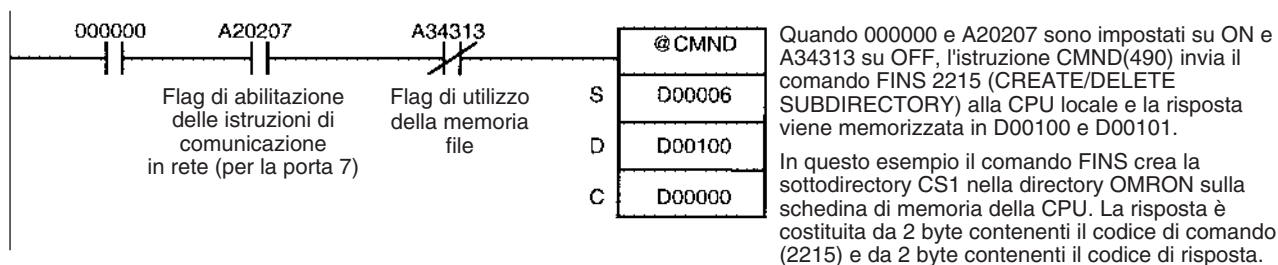 000000 A20207 A34313
@CMND
Flag di abilitazione
delle istruzioni di
comunicazione
in rete (per la porta 7)
Flag di utilizzo
della memoria
file
S D00006
D D00100
C D00000
Quando 000000 e A20207 sono impostati su ON e
A34313 su OFF, l'istruzione CMND(490) invia il
comando FINS 2215 (CREATE/DELETE
SUBDIRECTORY) alla CPU locale e la risposta
viene memorizzata in D00100 e D00101.
In questo esempio il comando FINS crea la
sottodirectory CS1 nella directory OMRON sulla
schedina di memoria della CPU. La risposta è
costituita da 2 byte contenenti il codice di comando
(2215) e da 2 byte contenenti il codice di risposta.